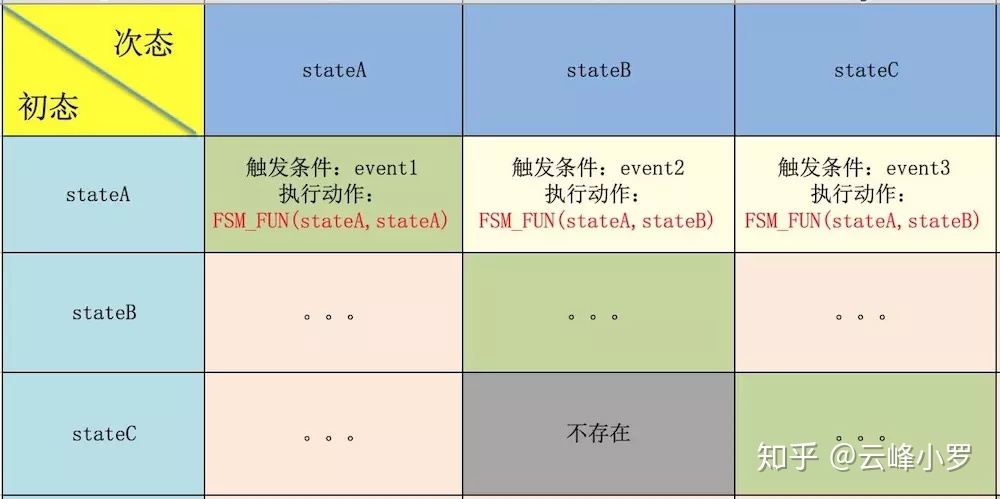 次态
初态
stateA
stateB
stateC
stateA
触发条件：event1
执行动作：
FSM_FUN(stateA,stateA)
触发条件：event2
执行动作：
FSM_FUN(stateA,stateB)
触发条件：event3
执行动作：
FSM_FUN(stateA,stateB)
stateB
。。。
。。。
。。。
stateC
。。。
不存在
。。。
知乎 @云峰小罗